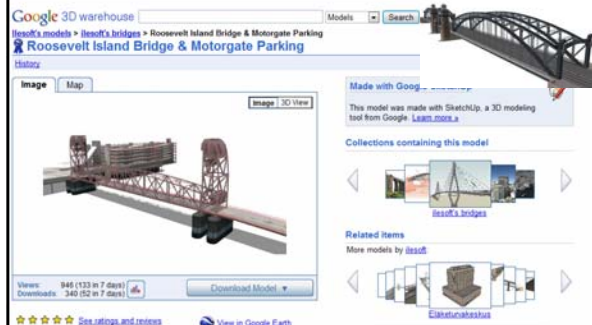 Google 3D warehouse
Models
Search
ilesoft's models > ilesoft's bridges > Roosevelt Island Bridge & Motorgate Parking
Roosevelt Island Bridge & Motorgate Parking
History
Image Map
Image 3D View
Views: 946 (133 in 7 days)
Downloads: 340 (52 in 7 days)
Download Model
See ratings and reviews
View in Google Earth
Made with Google SketchUp
This model was made with SketchUp, a 3D modeling
tool from Google. Learn more »
Collections containing this model
ilesoft's bridges
Related items
More models by ilesoft
Eläketurvakeskus